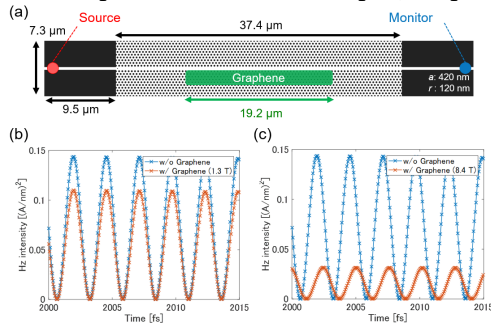 (a)
Source
37.4 μm
Monitor
7.3 μm
Graphene
a: 420 nm
r : 120 nm
9.5 μm
19.2 μm
(b)
(c)
0.15
w/o Graphene
w/ Graphene (1.3 T)
0.1
0.05
0
Hz intensity [(A/nm)²]
2000
2005
2010
2015
Time [fs]
0.15
w/o Graphene
w/ Graphene (8.4 T)
0.1
0.05
0
Hz intensity [(A/nm)²]
2000
2005
2010
2015
Time [fs]